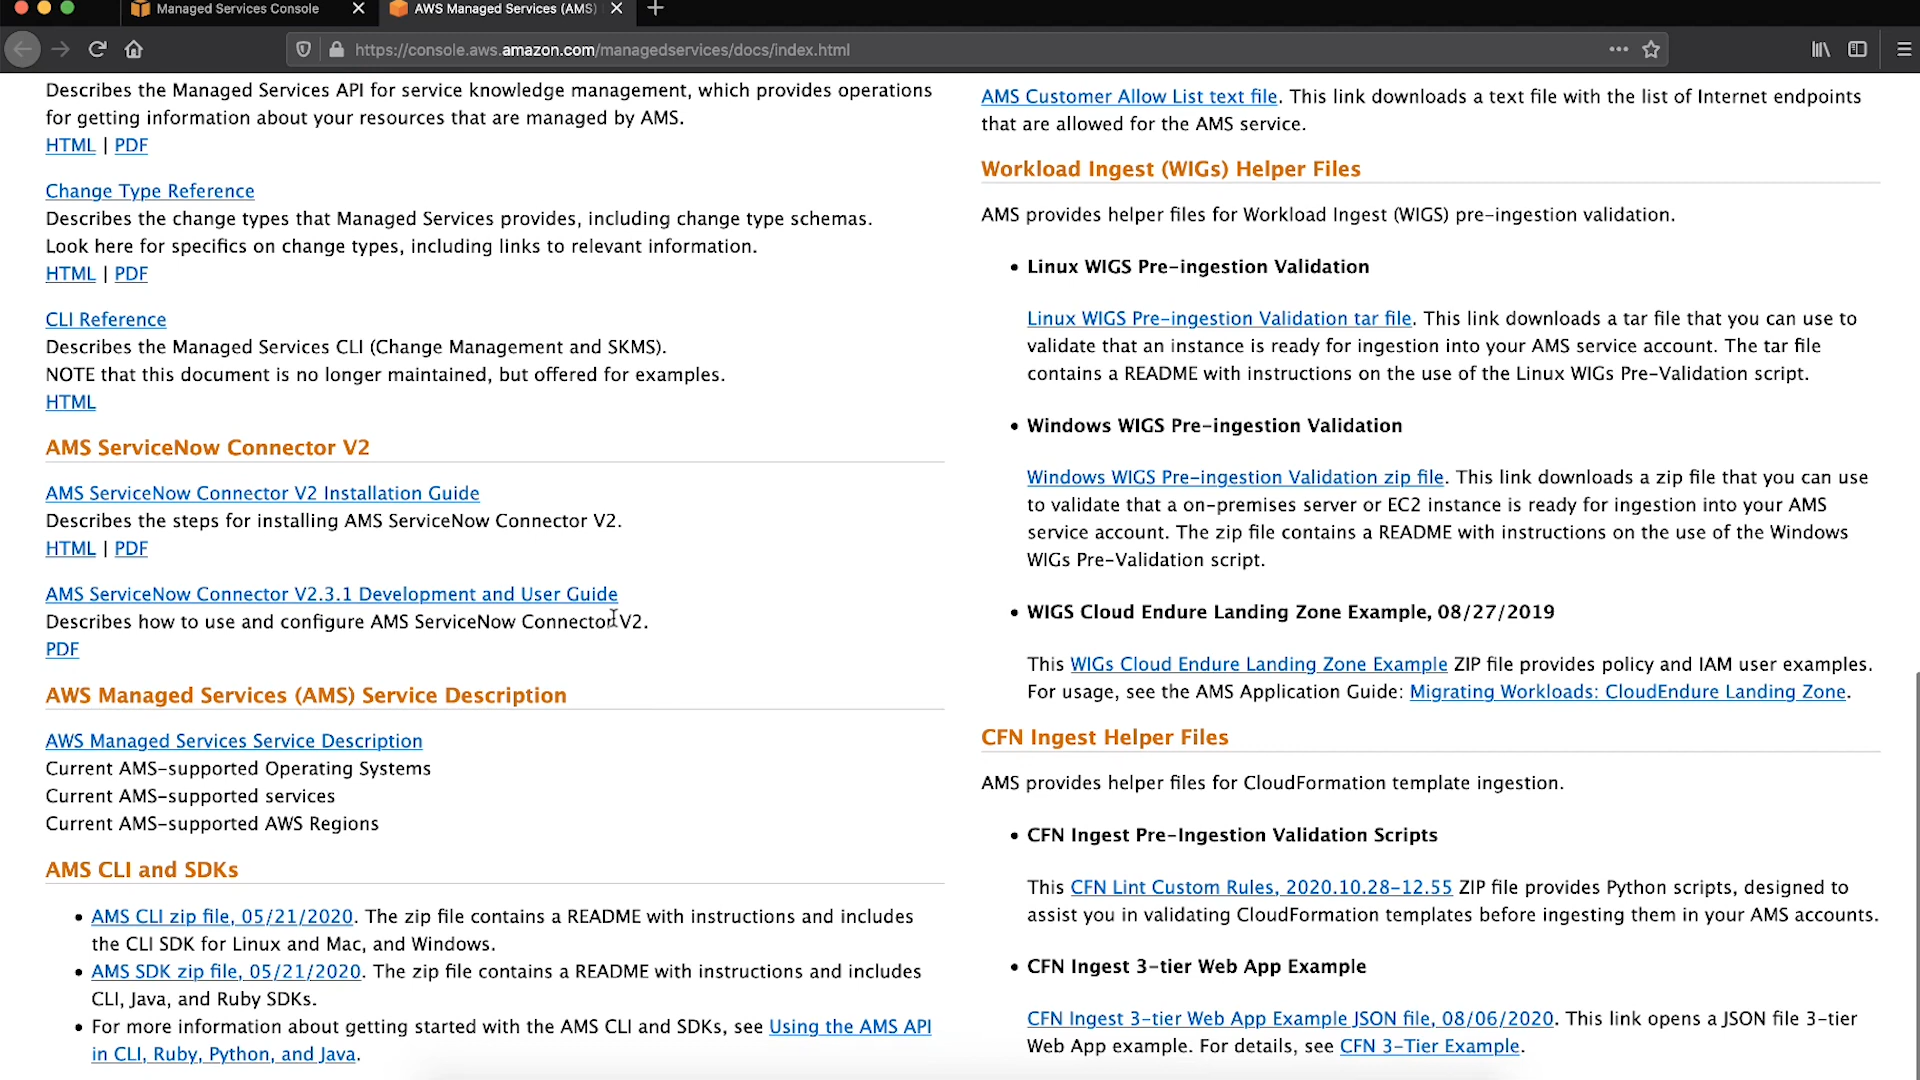 Managed Services Console
AWS Managed Services (AMS)
https://console.aws.amazon.com/managedservices/docs/index.html
Describes the Managed Services API for service knowledge management, which provides operations
for getting information about your resources that are managed by AMS.
HTML | PDF
Change Type Reference
Describes the change types that Managed Services provides, including change type schemas.
Look here for specifics on change types, including links to relevant information.
HTML | PDF
CLI Reference
Describes the Managed Services CLI (Change Management and SKMS).
NOTE that this document is no longer maintained, but offered for examples.
HTML
AMS ServiceNow Connector V2
AMS ServiceNow Connector V2 Installation Guide
Describes the steps for installing AMS ServiceNow Connector V2.
HTML | PDF
AMS ServiceNow Connector V2.3.1 Development and User Guide
Describes how to use and configure AMS ServiceNow Connector V2.
PDF
AWS Managed Services (AMS) Service Description
AWS Managed Services Service Description
Current AMS-supported Operating Systems
Current AMS-supported services
Current AMS-supported AWS Regions
AMS CLI and SDKs
• AMS CLI zip file, 05/21/2020. The zip file contains a README with instructions and includes
the CLI SDK for Linux and Mac, and Windows.
• AMS SDK zip file, 05/21/2020. The zip file contains a README with instructions and includes
CLI, Java, and Ruby SDKs.
• For more information about getting started with the AMS CLI and SDKs, see Using the AMS API
in CLI, Ruby, Python, and Java.
AMS Customer Allow List text file. This link downloads a text file with the list of Internet endpoints
that are allowed for the AMS service.
Workload Ingest (WIGs) Helper Files
AMS provides helper files for Workload Ingest (WIGS) pre-ingestion validation.
• Linux WIGS Pre-ingestion Validation
Linux WIGS Pre-ingestion Validation tar file. This link downloads a tar file that you can use to
validate that an instance is ready for ingestion into your AMS service account. The tar file
contains a README with instructions on the use of the Linux WIGs Pre-Validation script.
• Windows WIGS Pre-ingestion Validation
Windows WIGS Pre-ingestion Validation zip file. This link downloads a zip file that you can use
to validate that a on-premises server or EC2 instance is ready for ingestion into your AMS
service account. The zip file contains a README with instructions on the use of the Windows
WIGs Pre-Validation script.
• WIGS Cloud Endure Landing Zone Example, 08/27/2019
This WIGs Cloud Endure Landing Zone Example ZIP file provides policy and IAM user examples.
For usage, see the AMS Application Guide: Migrating Workloads: CloudEndure Landing Zone.
CFN Ingest Helper Files
AMS provides helper files for CloudFormation template ingestion.
• CFN Ingest Pre-Ingestion Validation Scripts
This CFN Lint Custom Rules, 2020.10.28-12.55 ZIP file provides Python scripts, designed to
assist you in validating CloudFormation templates before ingesting them in your AMS accounts.
• CFN Ingest 3-tier Web App Example
CFN Ingest 3-tier Web App Example JSON file, 08/06/2020. This link opens a JSON file 3-tier
Web App example. For details, see CFN 3-Tier Example.